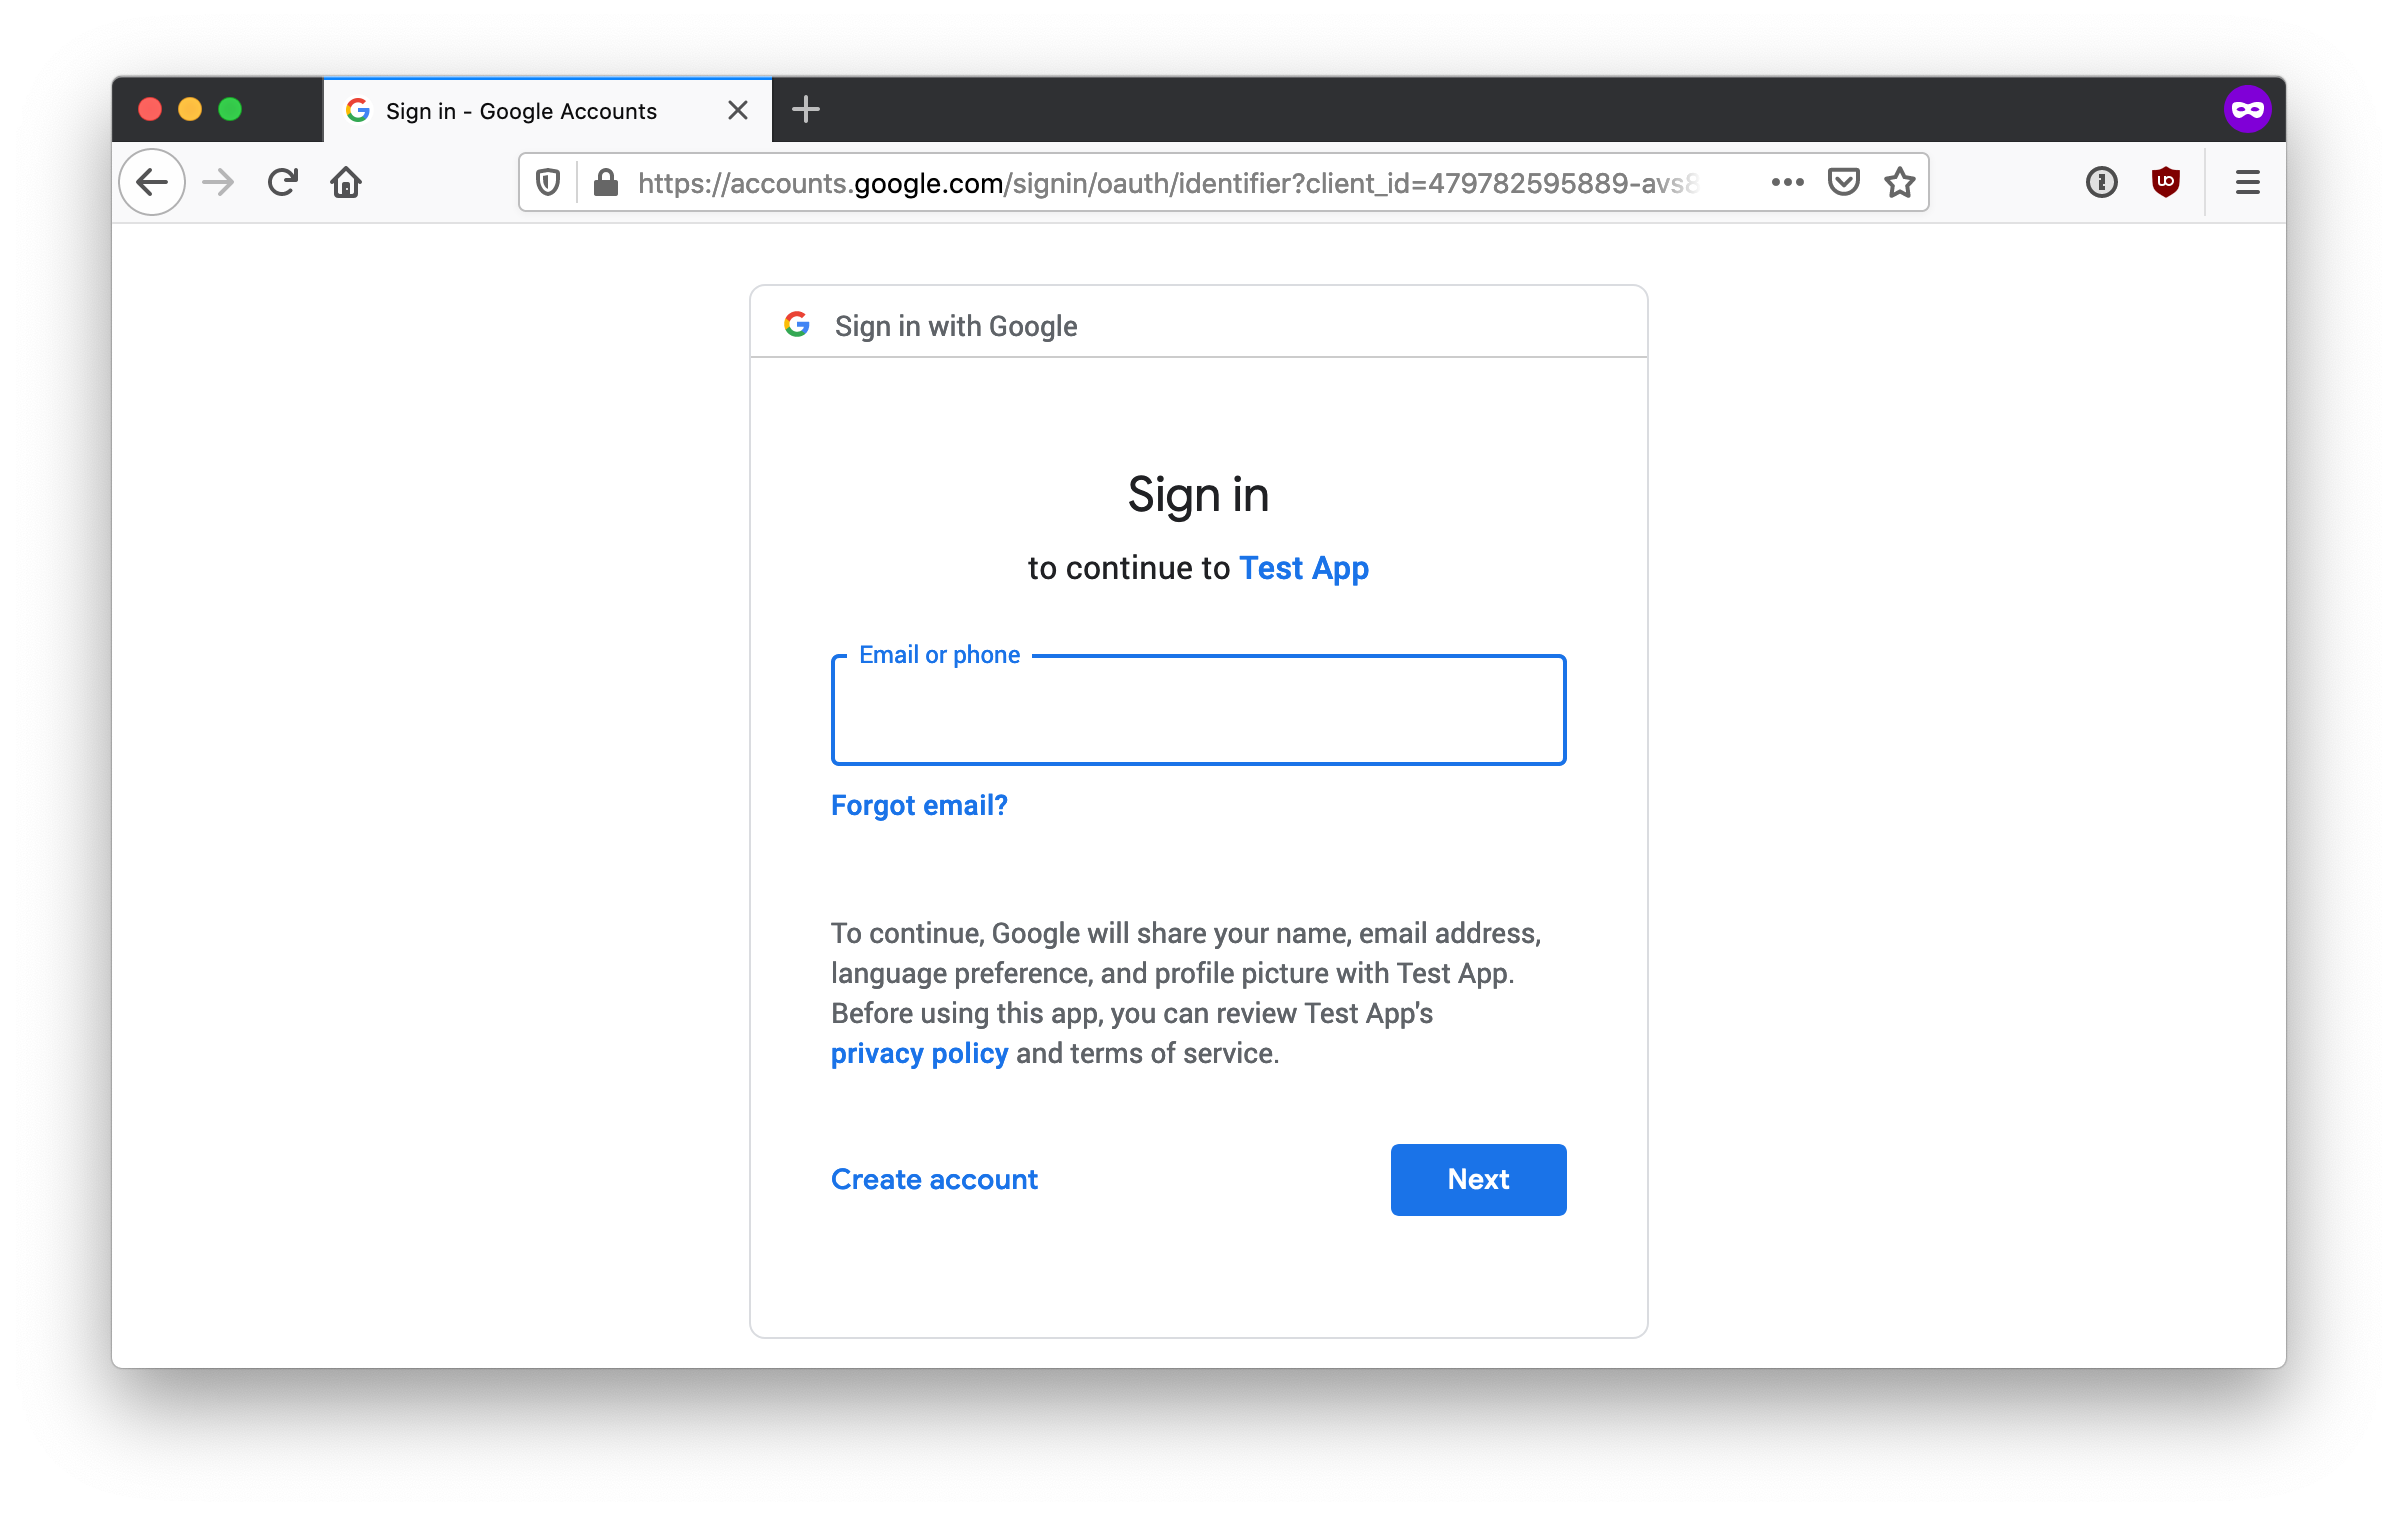 Sign in - Google Accounts
https://accounts.google.com/signin/oauth/identifier?client_id=479782595889-avs8
Sign in with Google
Sign in
to continue to Test App
Email or phone
Forgot email?
To continue, Google will share your name, email address,
language preference, and profile picture with Test App.
Before using this app, you can review Test App's
privacy policy and terms of service.
Create account
Next